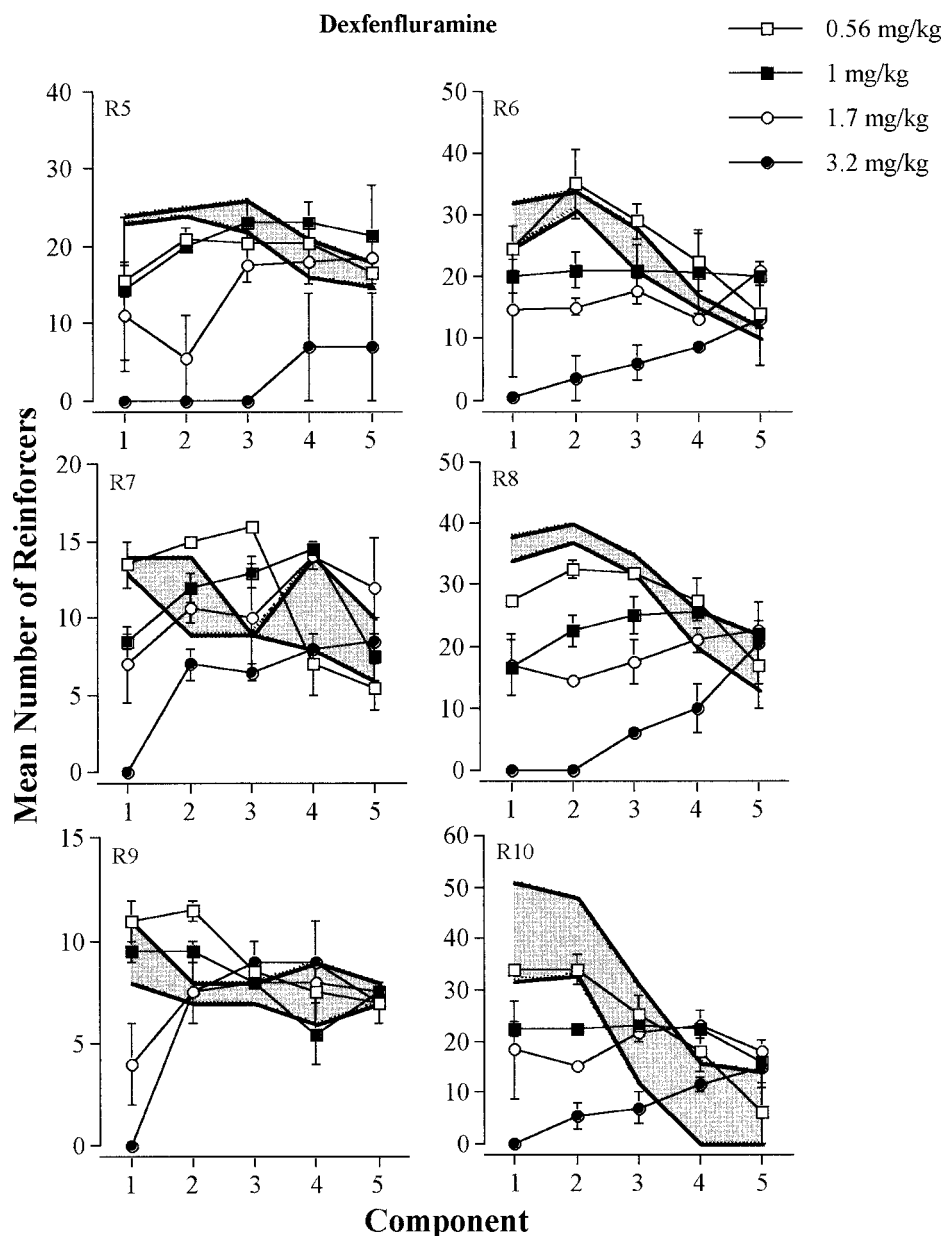 Dexfenfluramine
0.56 mg/kg
1 mg/kg
1.7 mg/kg
3.2 mg/kg
Mean Number of Reinforcers
R5
40
30
20
10
0
1 2 3 4 5
R6
50
40
30
20
10
0
1 2 3 4 5
R7
20
15
10
5
0
1 2 3 4 5
R8
50
40
30
20
10
0
1 2 3 4 5
R9
15
10
5
0
1 2 3 4 5
R10
60
50
40
30
20
10
0
1 2 3 4 5
Component